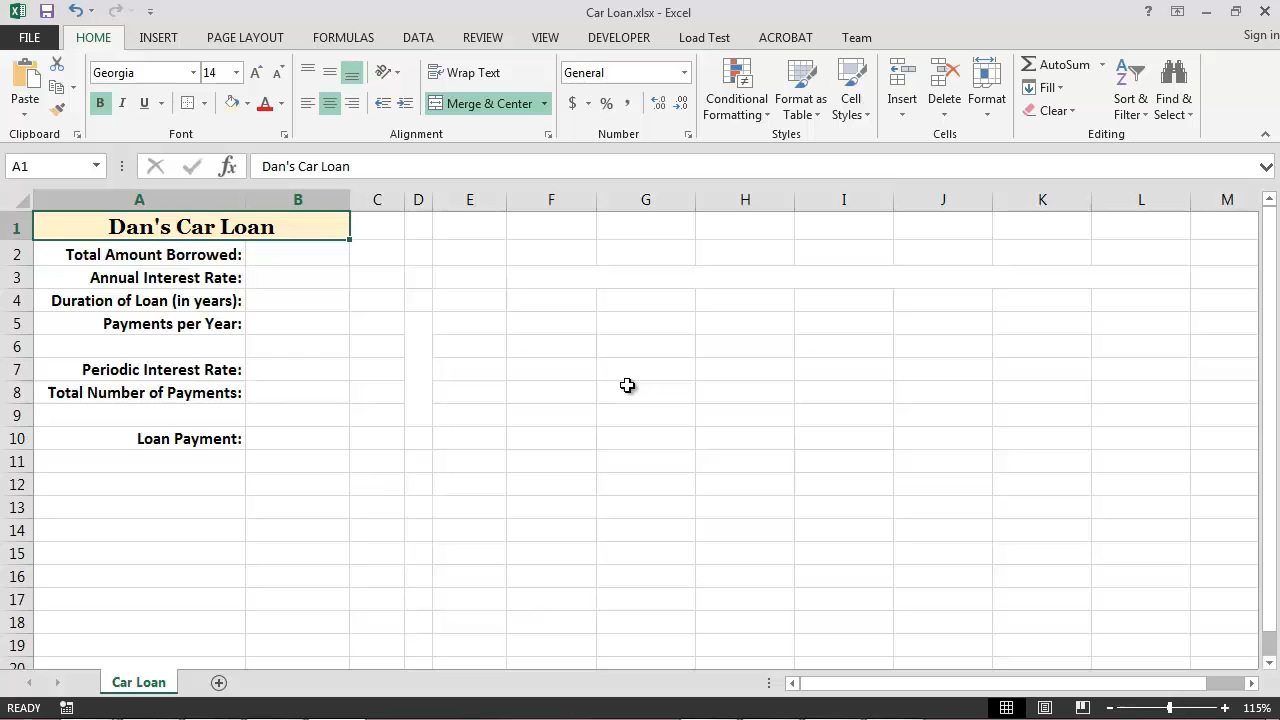 Car Loan.xlsx - Excel
?
FILE HOME INSERT PAGE LAYOUT FORMULAS DATA REVIEW VIEW DEVELOPER Load Test ACROBAT Team Sign in
Georgia 14 Wrap Text General AutoSum
Paste Conditional Formatting Format as Table Cell Styles Insert Delete Format Fill Sort & Filter Find & Select
B I U A Merge & Center $ % , Clear
Clipboard Font Alignment Number Styles Cells Editing
A1 fx Dan's Car Loan
A B C D E F G H I J K L M
1 Dan's Car Loan
2 Total Amount Borrowed:
3 Annual Interest Rate:
4 Duration of Loan (in years):
5 Payments per Year:
6
7 Periodic Interest Rate:
8 Total Number of Payments:
9
10 Loan Payment:
11
12
13
14
15
16
17
18
19
20
Car Loan
READY 115%